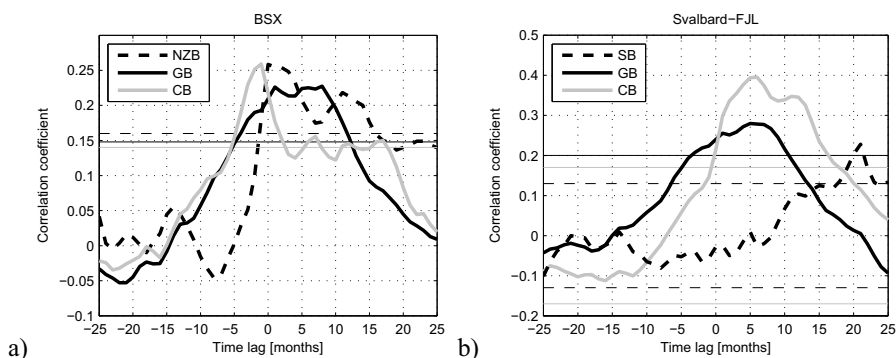 BSX
NZB
GB
CB
0.25
0.2
0.15
0.1
0.05
0
−0.05
−0.1
Correlation coefficient
−25 −20 −15 −10 −5 0 5 10 15 20 25
Time lag [months]
a)
Svalbard−FJL
SB
GB
CB
0.5
0.4
0.3
0.2
0.1
0
−0.1
−0.2
Correlation coefficient
−25 −20 −15 −10 −5 0 5 10 15 20 25
Time lag [months]
b)